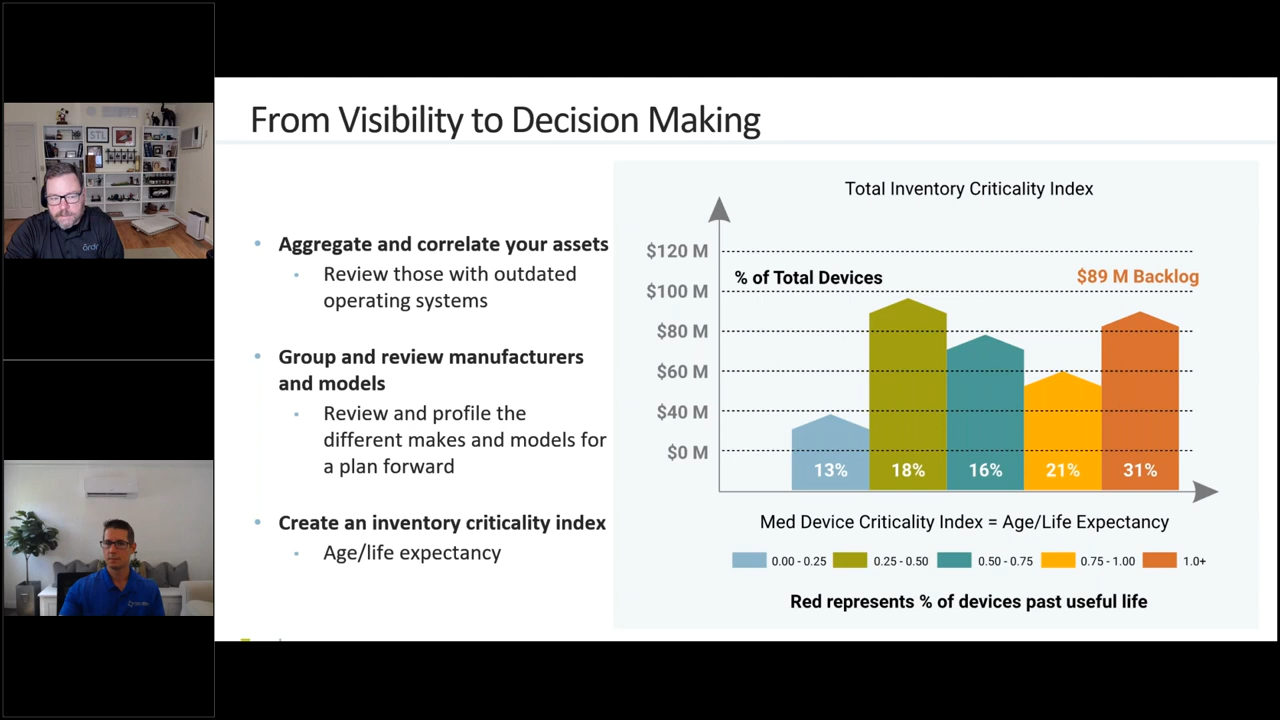 From Visibility to Decision Making
• Aggregate and correlate your assets
• Review those with outdated
operating systems
• Group and review manufacturers
and models
• Review and profile the
different makes and models for
a plan forward
• Create an inventory criticality index
• Age/life expectancy
Total Inventory Criticality Index
$120 M
% of Total Devices
$89 M Backlog
$100 M
$80 M
$60 M
$40 M
$0 M
13% 18% 16% 21% 31%
Med Device Criticality Index = Age/Life Expectancy
0.00 - 0.25 0.25 - 0.50 0.50 - 0.75 0.75 - 1.00 1.0+
Red represents % of devices past useful life
STL
ordr